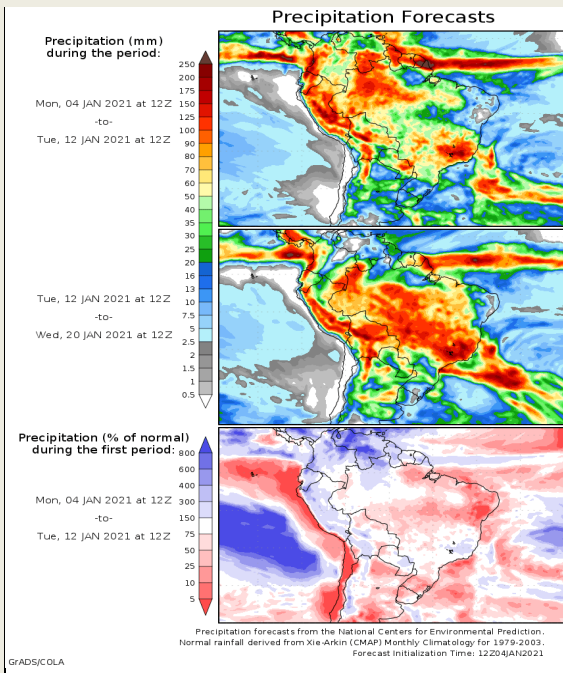 Precipitation Forecasts
Precipitation (mm)
during the period:
Mon, 04 JAN 2021 at 12Z
-to-
Tue, 12 JAN 2021 at 12Z
250
200
175
150
125
100
90
80
70
60
50
40
35
30
25
20
16
13
10
7.5
5
2.5
2
1.5
1
0.5
Tue, 12 JAN 2021 at 12Z
-to-
Wed, 20 JAN 2021 at 12Z
Precipitation (% of normal)
during the first period:
Mon, 04 JAN 2021 at 12Z
-to-
Tue, 12 JAN 2021 at 12Z
800
600
400
300
150
75
50
25
10
5
Precipitation forecasts from the National Centers for Environmental Prediction.
Normal rainfall derived from Xie-Arkin (CMAP) Monthly Climatology for 1979-2003.
Forecast Initialization Time: 12Z04JAN2021
GrADS/COLA